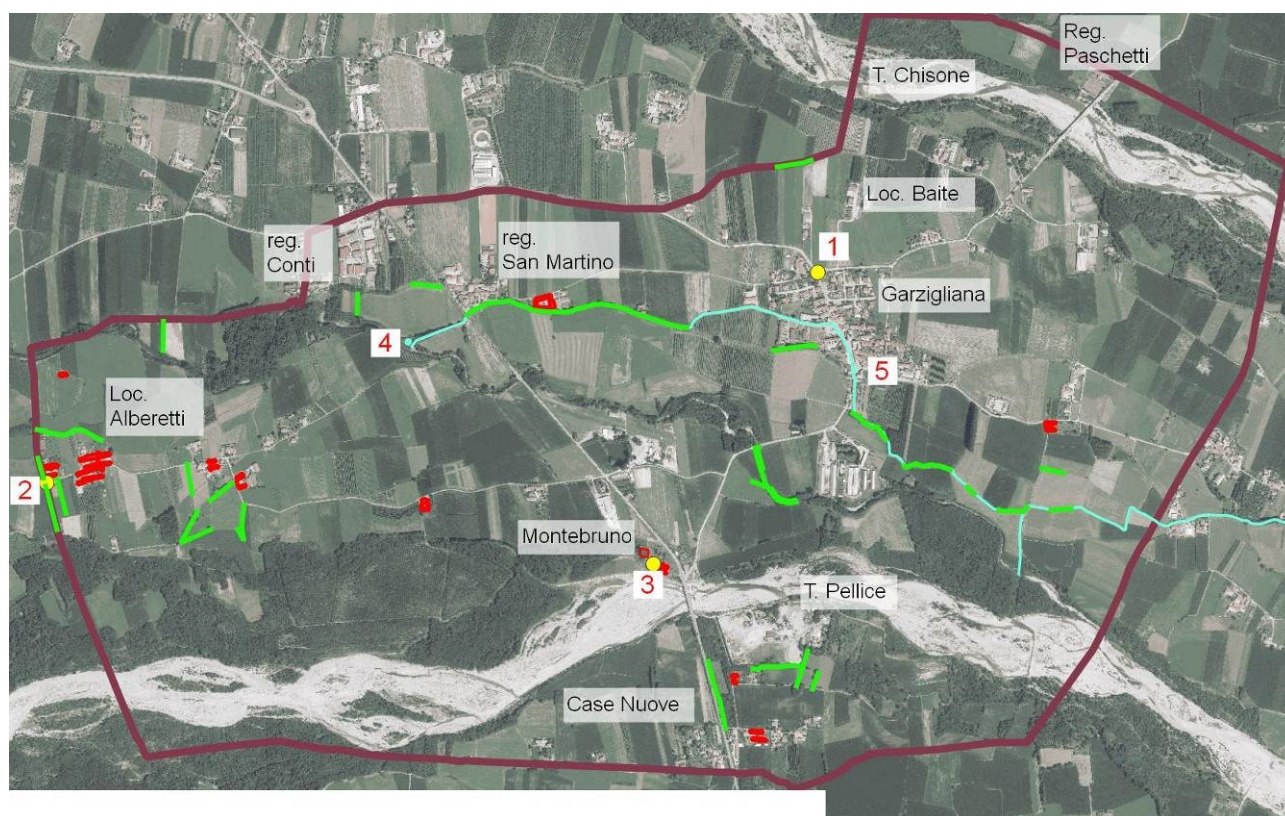 Reg.
Paschetti
T. Chisone
Loc. Baite
reg.
Conti
reg.
San Martino
1
Garzigliana
4
5
Loc.
Alberetti
2
Montebruno
3
T. Pellice
Case Nuove